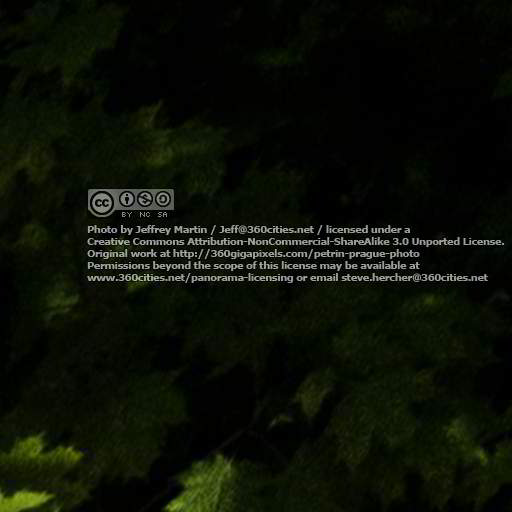 cc BY NC SA
Photo by Jeffrey Martin / Jeff@360cities.net / licensed under a
Creative Commons Attribution-NonCommercial-ShareAlike 3.0 Unported License.
Original work at http://360gigapixels.com/petrin-prague-photo
Permissions beyond the scope of this license may be available at
www.360cities.net/panorama-licensing or email steve.hercher@360cities.net